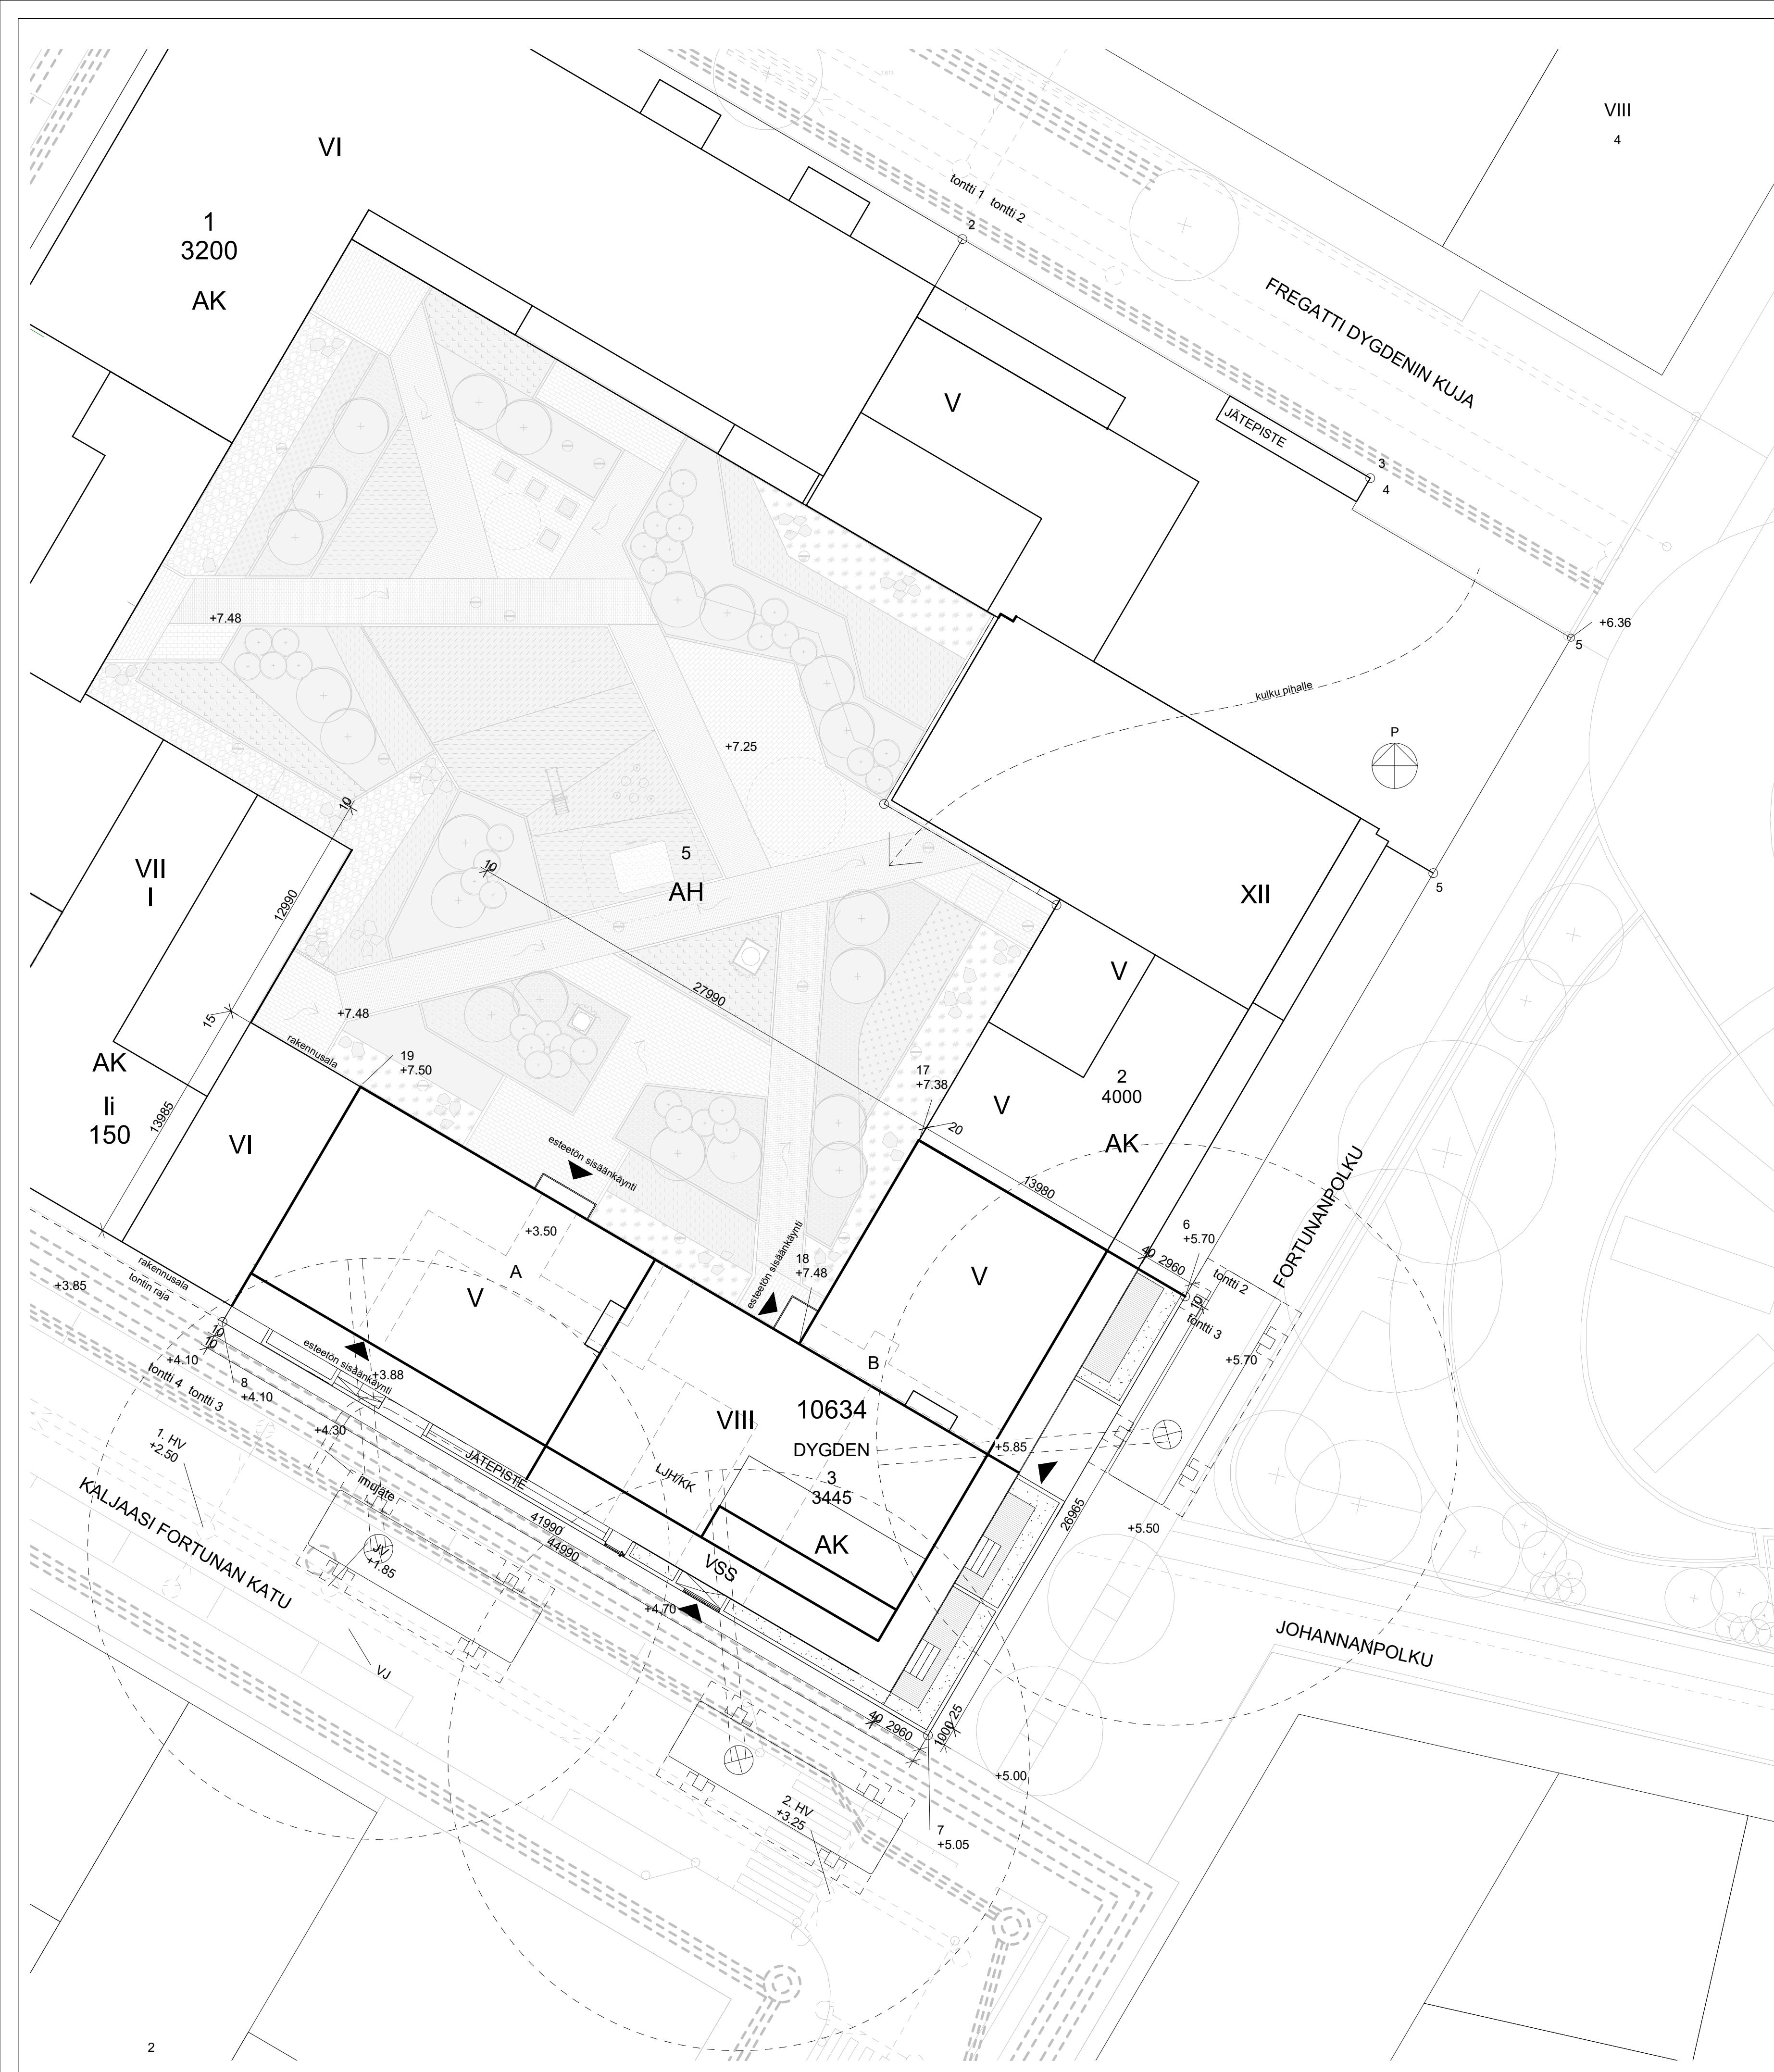 VIII
4
VI
tontti 1 tontti 2
2
1
3200
AK
FREGATTI DYGDENIN KUJA
V
JÄTEPISTE
3
4
+7.48
+6.36
5
kulku pihalle
P
+7.25
10
5
AH
10
VII
I
12990
5
XII
V
27990
+7.48
15
rakennusala
19
+7.50
17
+7.38
20
2
4000
V
AK
AK
Ii
150
13985
VI
esteetön sisäänkäynti
13980
FORTUNANPOLKU
+3.50
6
+5.70
40
2960
tontti 2
10
tontti 3
rakennusala
tontin raja
+3.85
A
V
esteetön sisäänkäynti
18
+7.48
V
10
10
+4.10
esteetön sisäänkäynti
+3.88
8
+4.10
B
+5.70
tontti 4 tontti 3
VIII
10634
DYGDEN
+5.85
3
3445
+4.30
1. HV
+2.50
JÄTEPISTE
LJH/KK
imujäte
KALJAASI FORTUNAN KATU
41990
44990
AK
26965
+5.50
JV
+1.85
VSS
+4.70
JOHANNANPOLKU
VJ
40
2960
1000
25
+5.00
2. HV
+3.25
7
+5.05
2